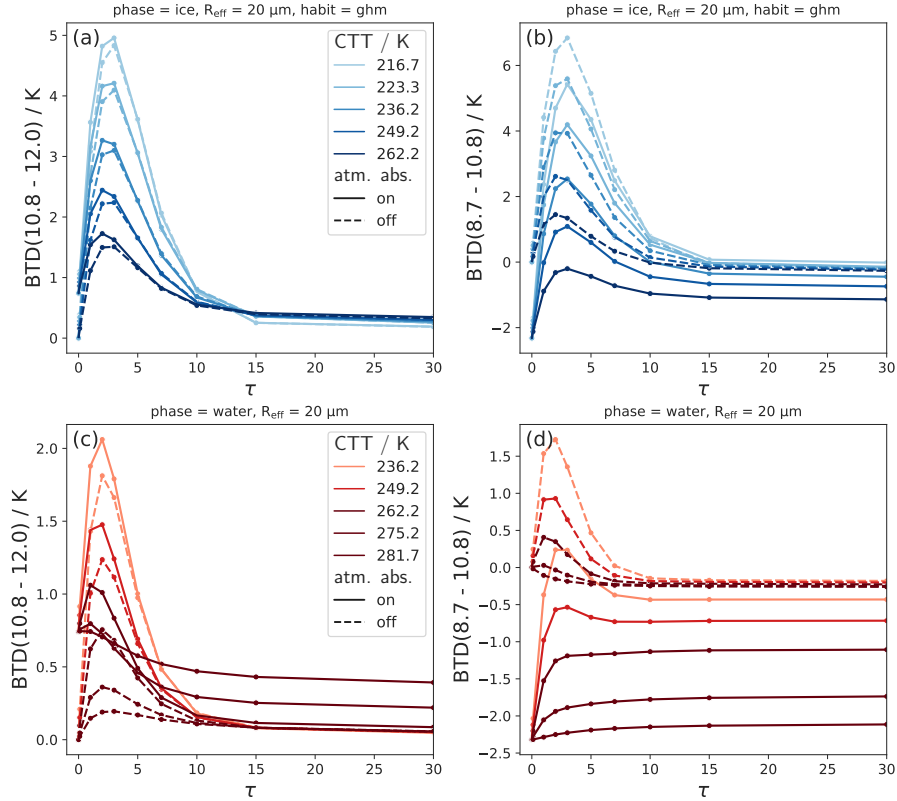 phase = ice, R_eff = 20 µm, habit = ghm
phase = ice, R_eff = 20 µm, habit = ghm
(a)
(b)
CTT / K
216.7
223.3
236.2
249.2
262.2
atm. abs.
on
off
BTD(10.8 - 12.0) / K
5
4
3
2
1
0
0
5
10
15
20
25
30
τ
BTD(8.7 - 10.8) / K
6
4
2
0
−2
0
5
10
15
20
25
30
τ
phase = water, R_eff = 20 µm
phase = water, R_eff = 20 µm
(c)
(d)
CTT / K
236.2
249.2
262.2
275.2
281.7
atm. abs.
on
off
BTD(10.8 - 12.0) / K
2.0
1.5
1.0
0.5
0.0
0
5
10
15
20
25
30
τ
BTD(8.7 - 10.8) / K
1.5
1.0
0.5
0.0
−0.5
−1.0
−1.5
−2.0
−2.5
0
5
10
15
20
25
30
τ